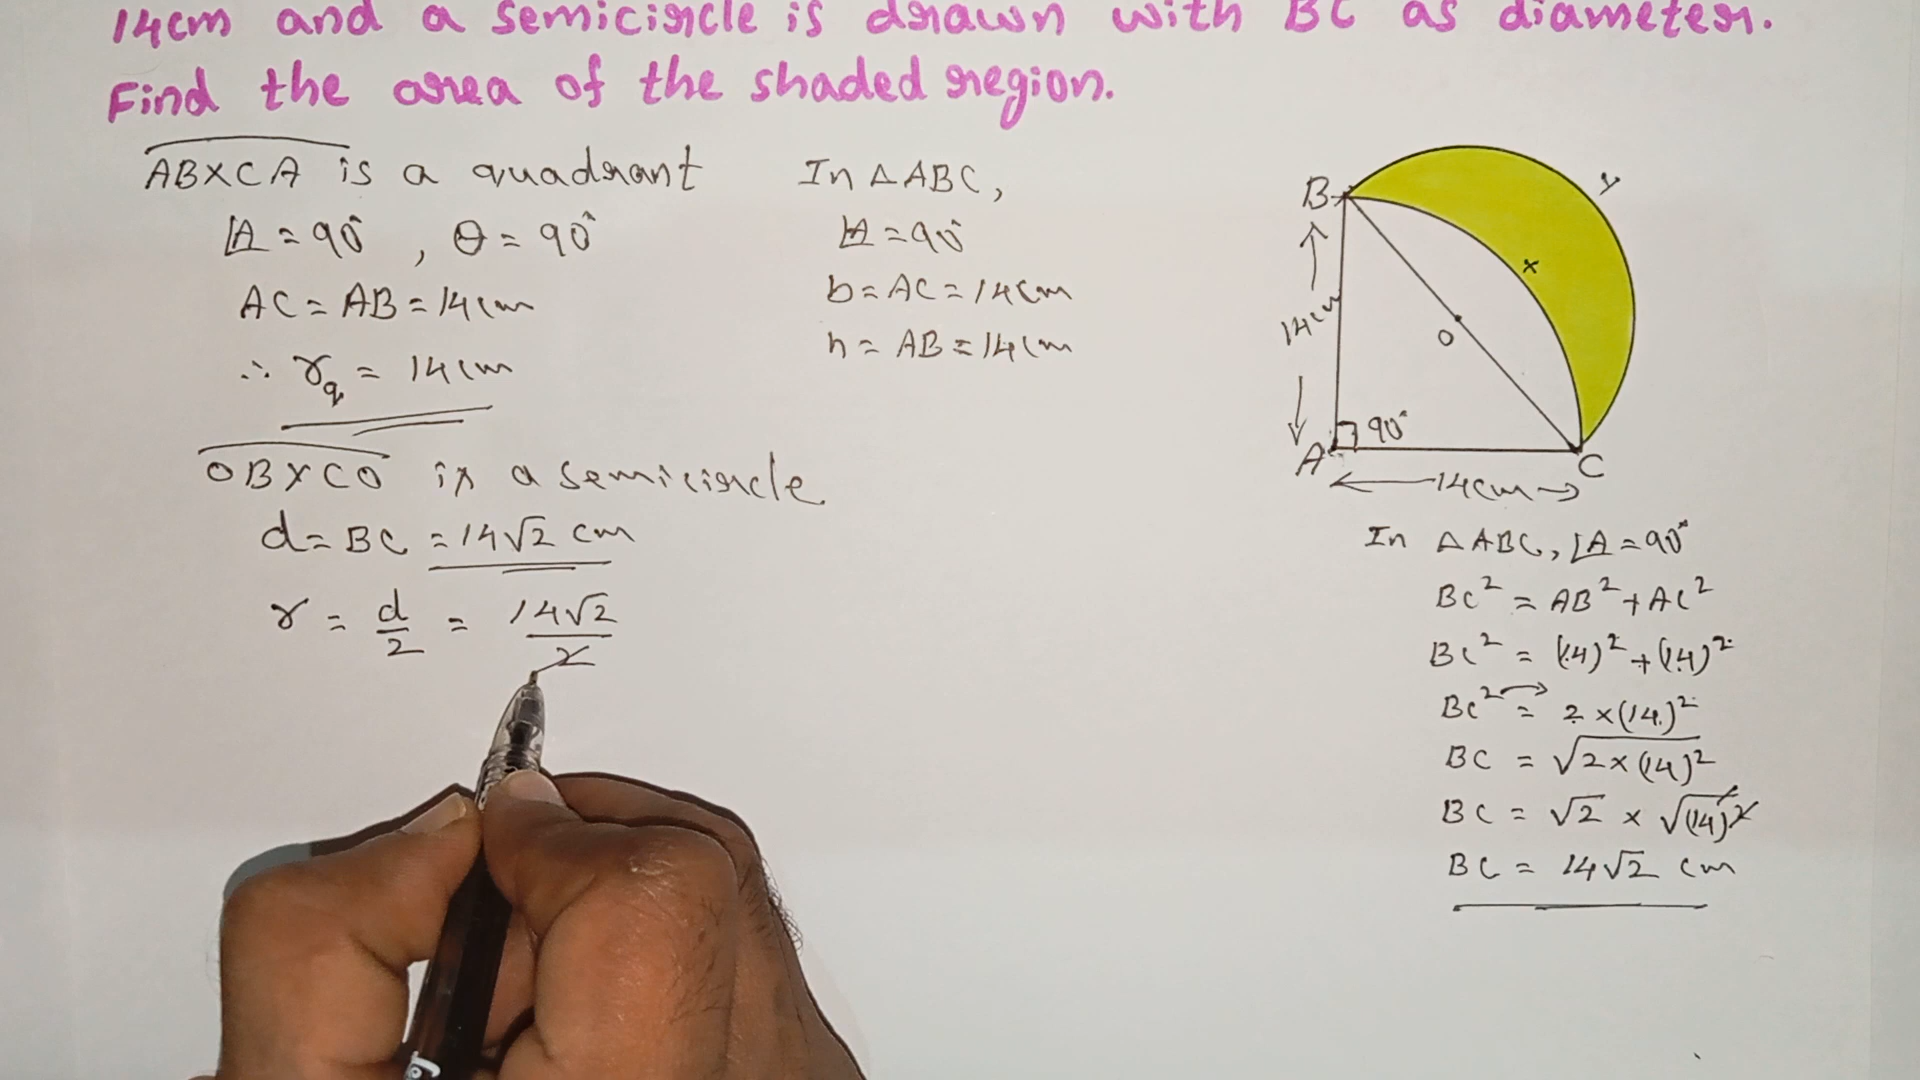 14cm and a semicircle is drawn with BC as diameter.
Find the area of the shaded region.
ABXCA is a quadrant
∠A = 90°, θ = 90°
AC = AB = 14cm
∴ r_q = 14cm
OBYCO is a semicircle
d = BC = 14√2 cm
r = d/2 = 14√2/2
In △ABC,
∠A = 90°
b = AC = 14cm
h = AB = 14cm
B
y
x
14cm
O
90°
A
C
14cm
In △ABC, ∠A = 90°
BC² = AB² + AC²
BC² = (14)² + (14)²
BC² = 2 × (14)²
BC = √2×(14)²
BC = √2 × √(14)²
BC = 14√2 cm